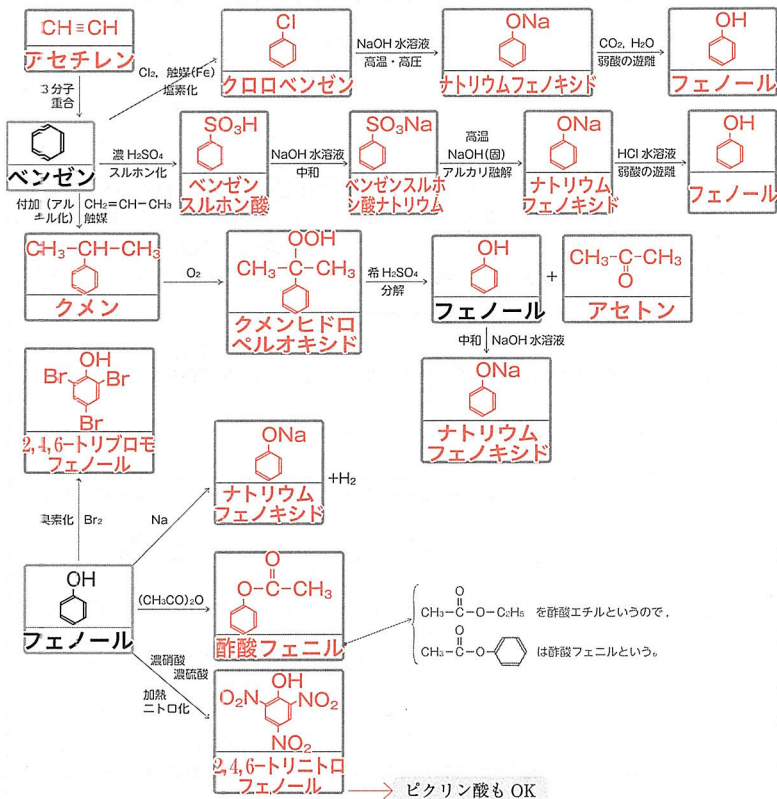 CH≡CH
アセチレン
3分子
重合
Cl₂, 触媒(Fe)
塩素化
Cl
クロロベンゼン
NaOH 水溶液
高温・高圧
ONa
ナトリウムフェノキシド
CO₂, H₂O
弱酸の遊離
OH
フェノール
ベンゼン
濃 H₂SO₄
スルホン化
SO₃H
ベンゼン
スルホン酸
NaOH 水溶液
中和
SO₃Na
ベンゼンスルホ
ン酸ナトリウム
高温
NaOH(固)
アルカリ融解
ONa
ナトリウム
フェノキシド
HCl 水溶液
弱酸の遊離
OH
フェノール
付加 (アル
キル化)
CH₂=CH-CH₃
触媒
CH₃-CH-CH₃
クメン
O₂
OOH
CH₃-C-CH₃
クメンヒドロ
ペルオキシド
希 H₂SO₄
分解
OH
フェノール
+
CH₃-C-CH₃
O
アセトン
中和 NaOH 水溶液
ONa
ナトリウム
フェノキシド
OH
Br Br
Br
2,4,6-トリブロモ
フェノール
臭素化 Br₂
Na
ONa
ナトリウム
フェノキシド
+H₂
OH
フェノール
(CH₃CO)₂O
O
O-C-CH₃
酢酸フェニル
O
CH₃-C-O-C₂H₅ を酢酸エチルというので，
O
CH₃-C-O- は酢酸フェニルという。
濃硝酸
濃硫酸
加熱
ニトロ化
OH
O₂N NO₂
NO₂
2,4,6-トリニトロ
フェノール
ピクリン酸も OK